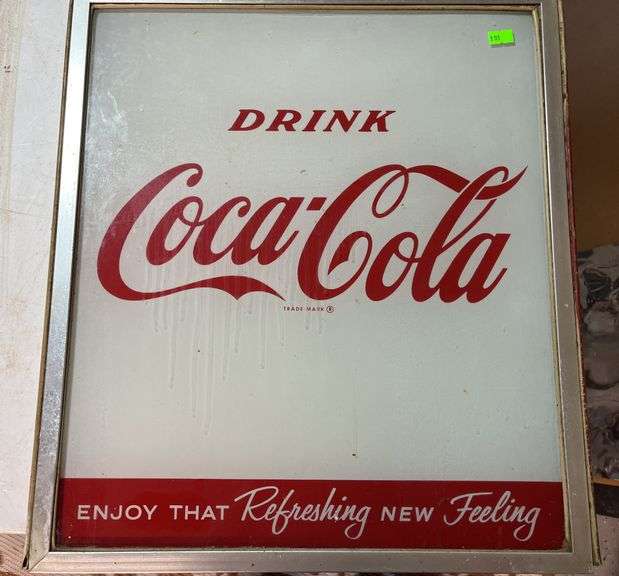 DRINK
Coca-Cola
TRADE MARK ®
ENJOY THAT Refreshing NEW Feeling